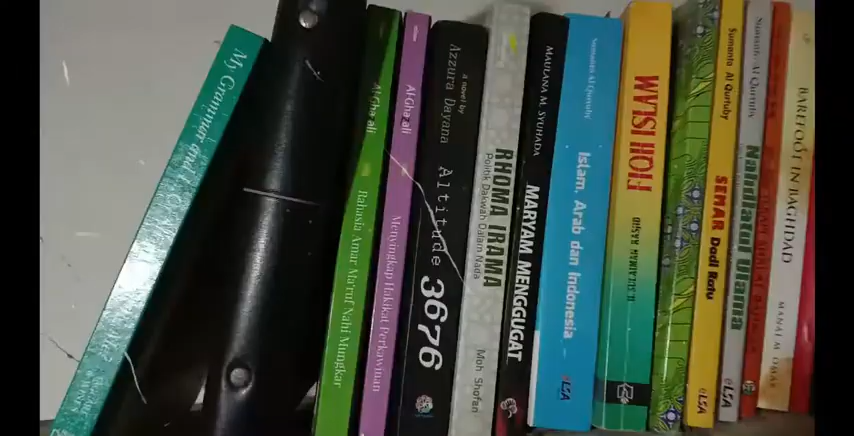 My Grammar and I
Al-Ghazali
Rahasia Amar Ma'ruf Nahi Mungkar
Al-Ghazali
Menyingkap Hakikat Perkawinan
a novel by
Azzura Dayana
Altitude 3676
RHOMA IRAMA
Politik Dakwah Dalam Nada
Moh Shofan
MAULANA M. SYUHADA
MARYAM MENGGUGAT
Sumanto Al Qurtuby
Islam, Arab dan Indonesia
eLSA
Sumanto Al Qurtuby
SEMAR Dadi Ratu
eLSA
Sumanto Al Qurtuby
Nahdlatul Ulama
eLSA
BAREFOOT IN BAGHDAD
MANAL M. OMAR